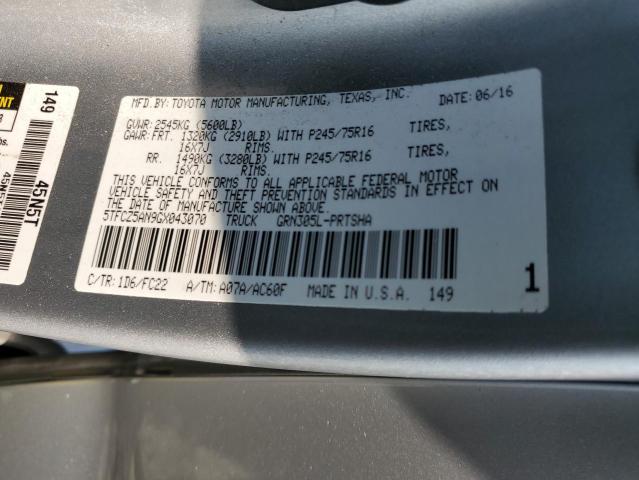 MFD.BY:TOYOTA MOTOR MANUFACTURING, TEXAS, INC. DATE:06/16
GVWR:2545KG (5600LB)
GAWR:FRT. 1320KG (2910LB) WITH P245/75R16 TIRES,
16X7J RIMS.
RR. 1490KG (3280LB) WITH P245/75R16 TIRES,
16X7J RIMS.
THIS VEHICLE CONFORMS TO ALL APPLICABLE FEDERAL MOTOR
VEHICLE SAFETY AND THEFT PREVENTION STANDARDS IN EFFECT ON
THE DATE OF MANUFACTURE SHOWN ABOVE.
5TFCZ5AN9GX043070 TRUCK GRN305L-PRTSHA
C/TR:1D6/FC22 A/TM:A07A/AC60F MADE IN U.S.A. 149
1
149
45N5T